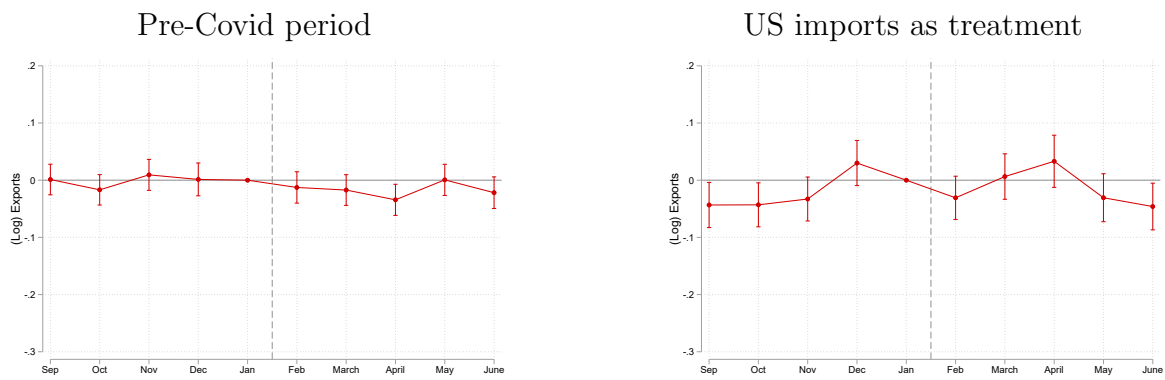 Pre-Covid period
.2
.1
0
-.1
-.2
-.3
(Log) Exports
Sep Oct Nov Dec Jan Feb March April May June
US imports as treatment
.2
.1
0
-.1
-.2
-.3
(Log) Exports
Sep Oct Nov Dec Jan Feb March April May June